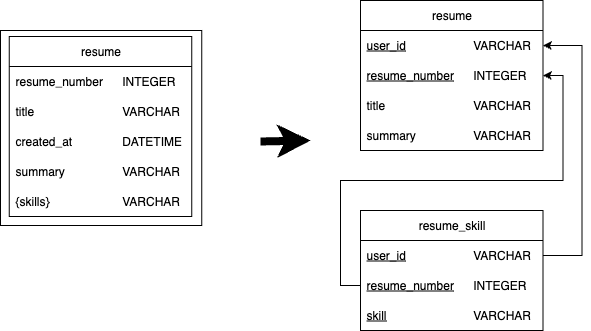 resume
resume_number INTEGER
title VARCHAR
created_at DATETIME
summary VARCHAR
{skills} VARCHAR
resume
user_id VARCHAR
resume_number INTEGER
title VARCHAR
summary VARCHAR
resume_skill
user_id VARCHAR
resume_number INTEGER
skill VARCHAR